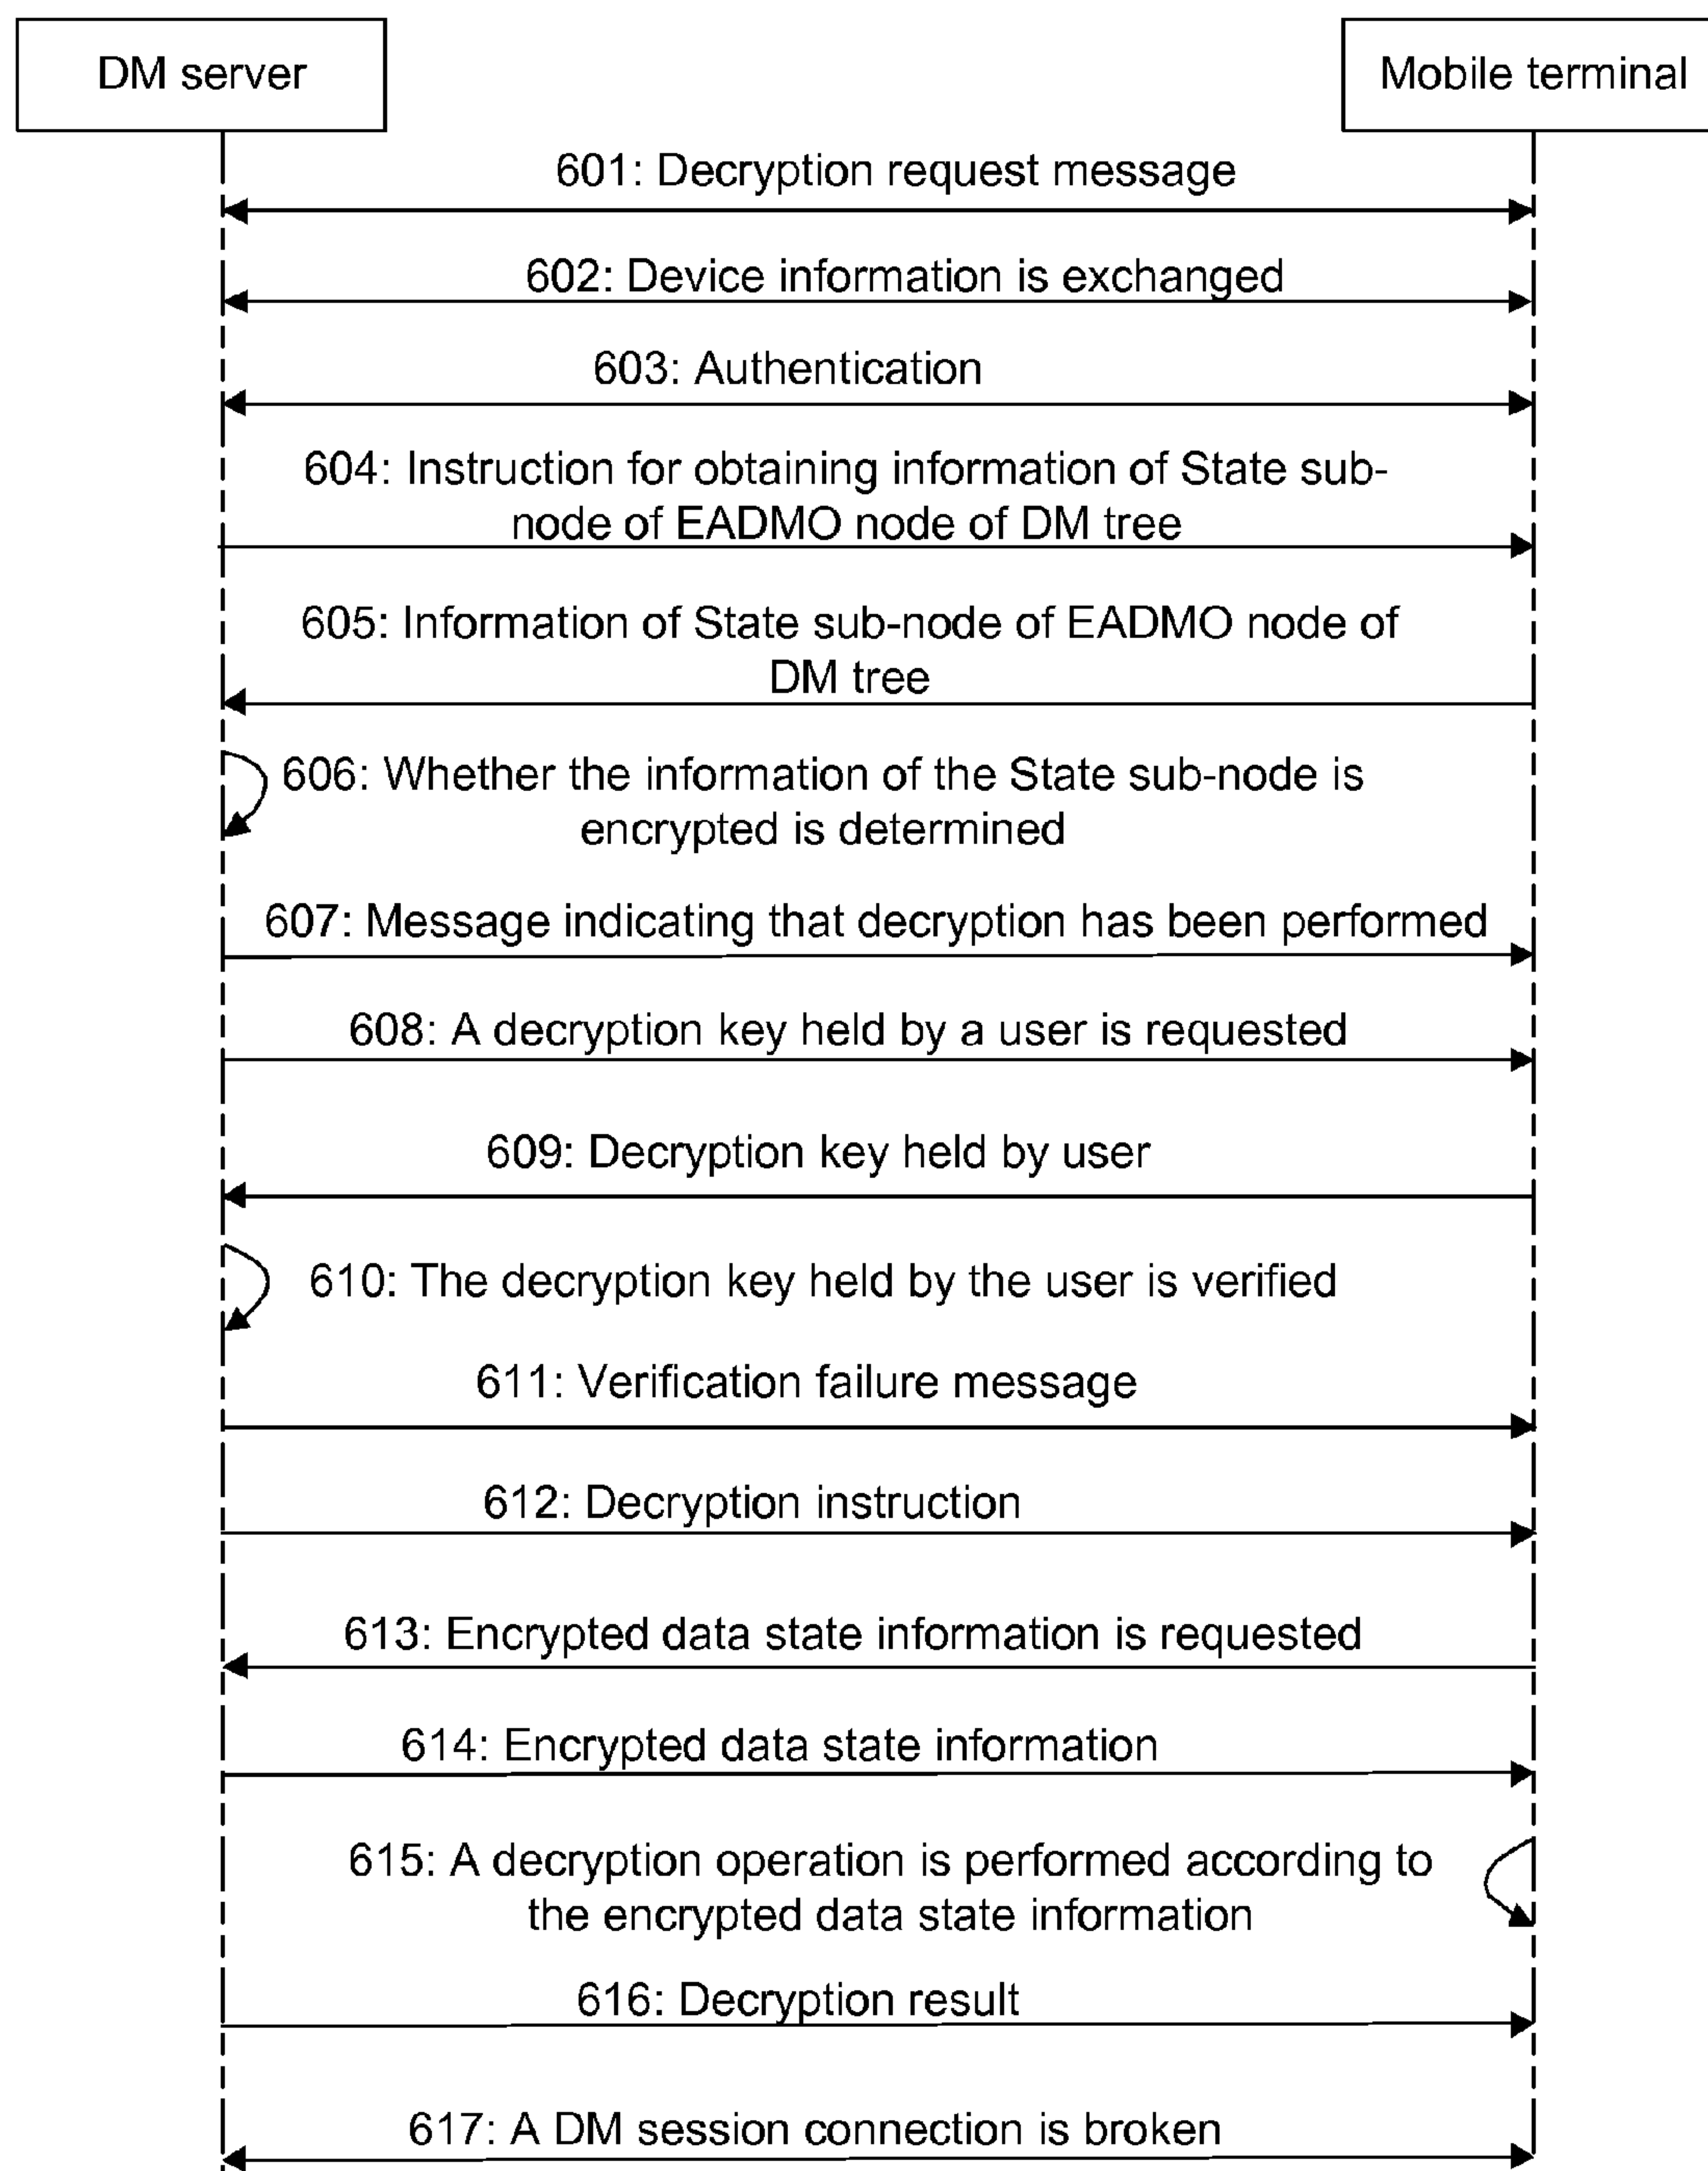 DM server
Mobile terminal
601: Decryption request message
602: Device information is exchanged
603: Authentication
604: Instruction for obtaining information of State sub-
node of EADMO node of DM tree
605: Information of State sub-node of EADMO node of
DM tree
606: Whether the information of the State sub-node is
encrypted is determined
607: Message indicating that decryption has been performed
608: A decryption key held by a user is requested
609: Decryption key held by user
610: The decryption key held by the user is verified
611: Verification failure message
612: Decryption instruction
613: Encrypted data state information is requested
614: Encrypted data state information
615: A decryption operation is performed according to
the encrypted data state information
616: Decryption result
617: A DM session connection is broken